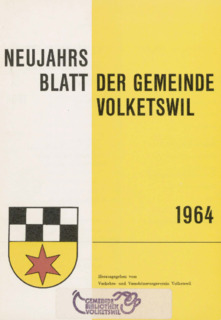 NEUJAHRS
BLATT DER GEMEINDE
VOLKETSWIL
1964
Herausgegeben vom
Verkehrs- und Verschönerungsverein Volketswil
GEMEINDE
BIBLIOTHEK
VOLKETSWIL